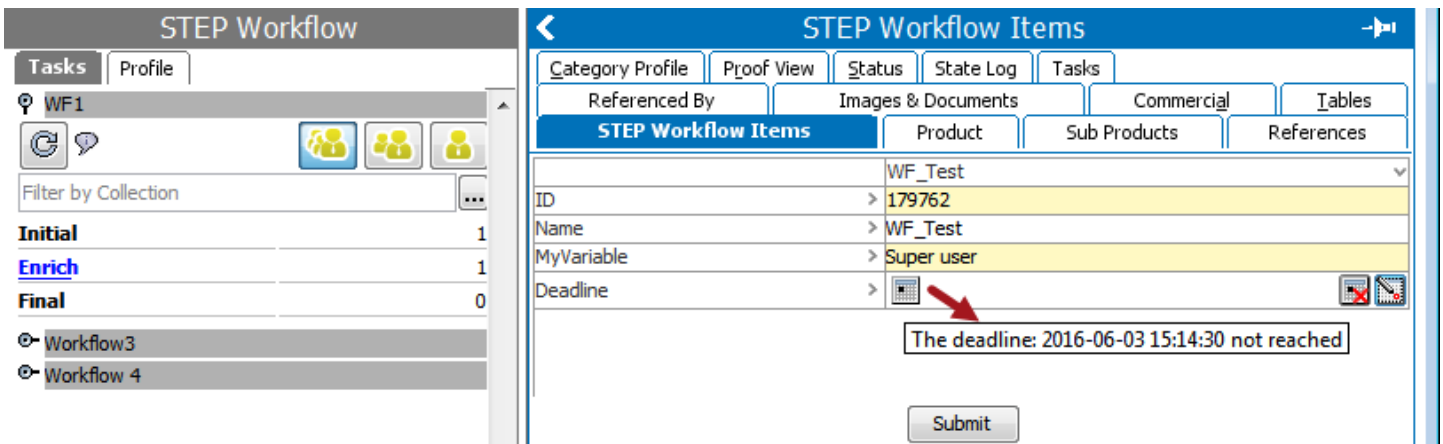 STEP Workflow
Tasks Profile
WF1
Filter by Collection ...
Initial 1
Enrich 1
Final 0
Workflow3
Workflow 4
STEP Workflow Items
Category Profile Proof View Status State Log Tasks
Referenced By Images & Documents Commercial Tables
STEP Workflow Items Product Sub Products References
WF_Test
ID > 179762
Name > WF_Test
MyVariable > Super user
Deadline >
The deadline: 2016-06-03 15:14:30 not reached
Submit